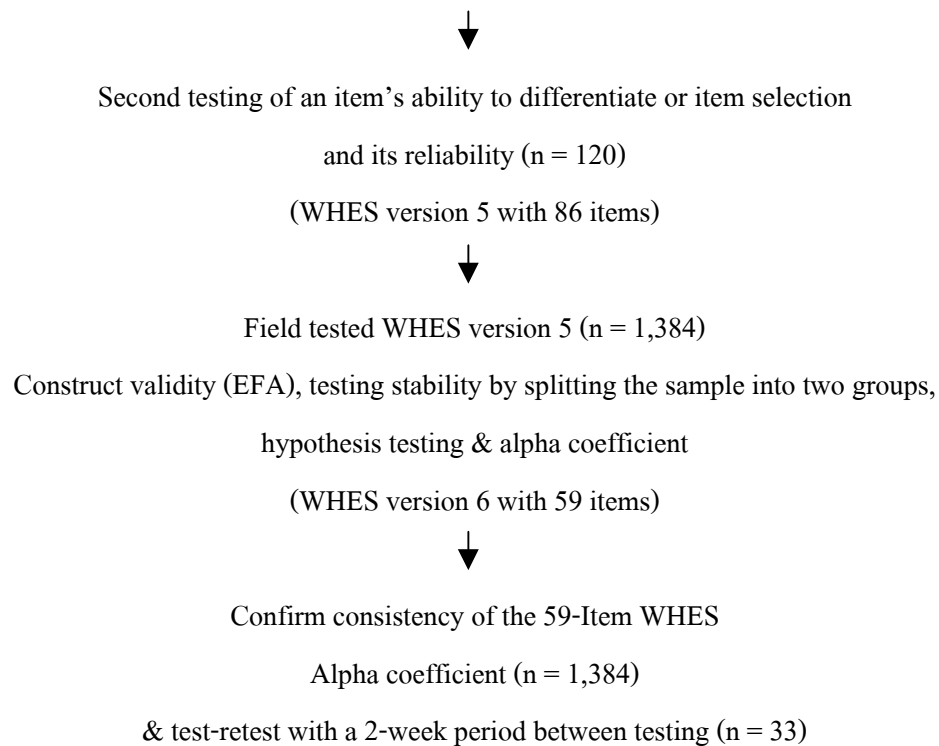 Second testing of an item's ability to differentiate or item selection
and its reliability (n = 120)
(WHES version 5 with 86 items)
Field tested WHES version 5 (n = 1,384)
Construct validity (EFA), testing stability by splitting the sample into two groups,
hypothesis testing & alpha coefficient
(WHES version 6 with 59 items)
Confirm consistency of the 59-Item WHES
Alpha coefficient (n = 1,384)
& test-retest with a 2-week period between testing (n = 33)